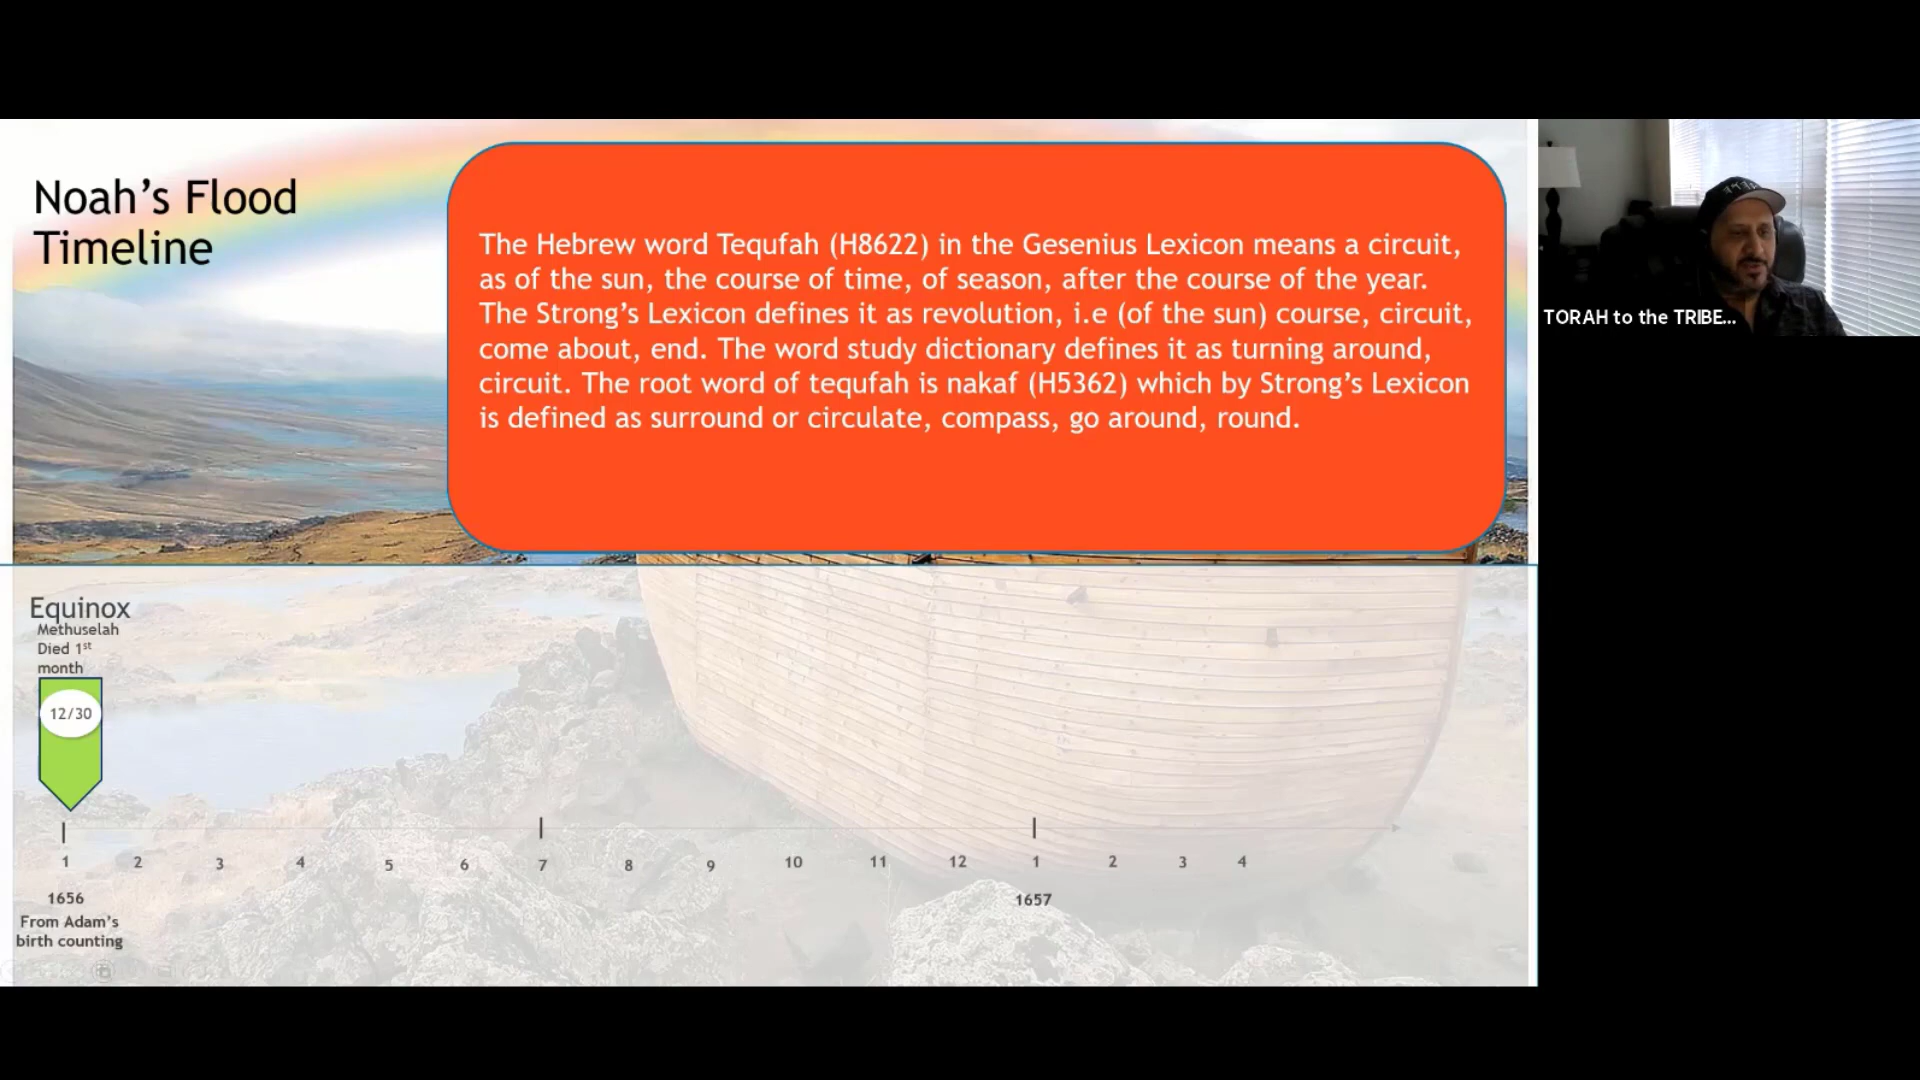 Noah's Flood
Timeline
The Hebrew word Tequfah (H8622) in the Gesenius Lexicon means a circuit,
as of the sun, the course of time, of season, after the course of the year.
The Strong's Lexicon defines it as revolution, i.e (of the sun) course, circuit,
come about, end. The word study dictionary defines it as turning around,
circuit. The root word of tequfah is nakaf (H5362) which by Strong's Lexicon
is defined as surround or circulate, compass, go around, round.
TORAH to the TRIBE...
Equinox
Methuselah
Died 1st
month
12/30
1 2 3 4 5 6 7 8 9 10 11 12 1 2 3 4
1656 1657
From Adam's
birth counting